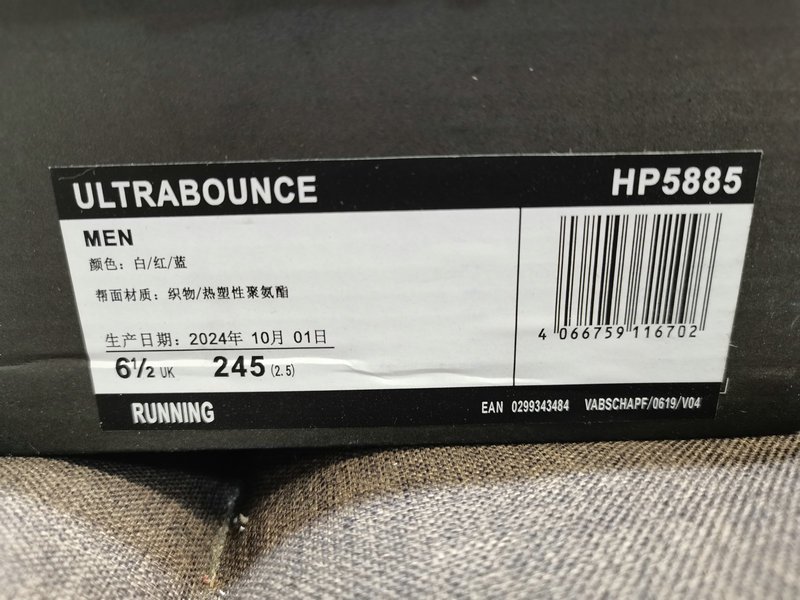 ULTRABOUNCE HP5885
MEN
颜色：白/红/蓝
帮面材质：织物/热塑性聚氨酯
生产日期：2024年 10月 01日
6½ UK 245 (2.5)
4 066759 116702
RUNNING EAN 0299343484 VABSCHAPF/0619/V04